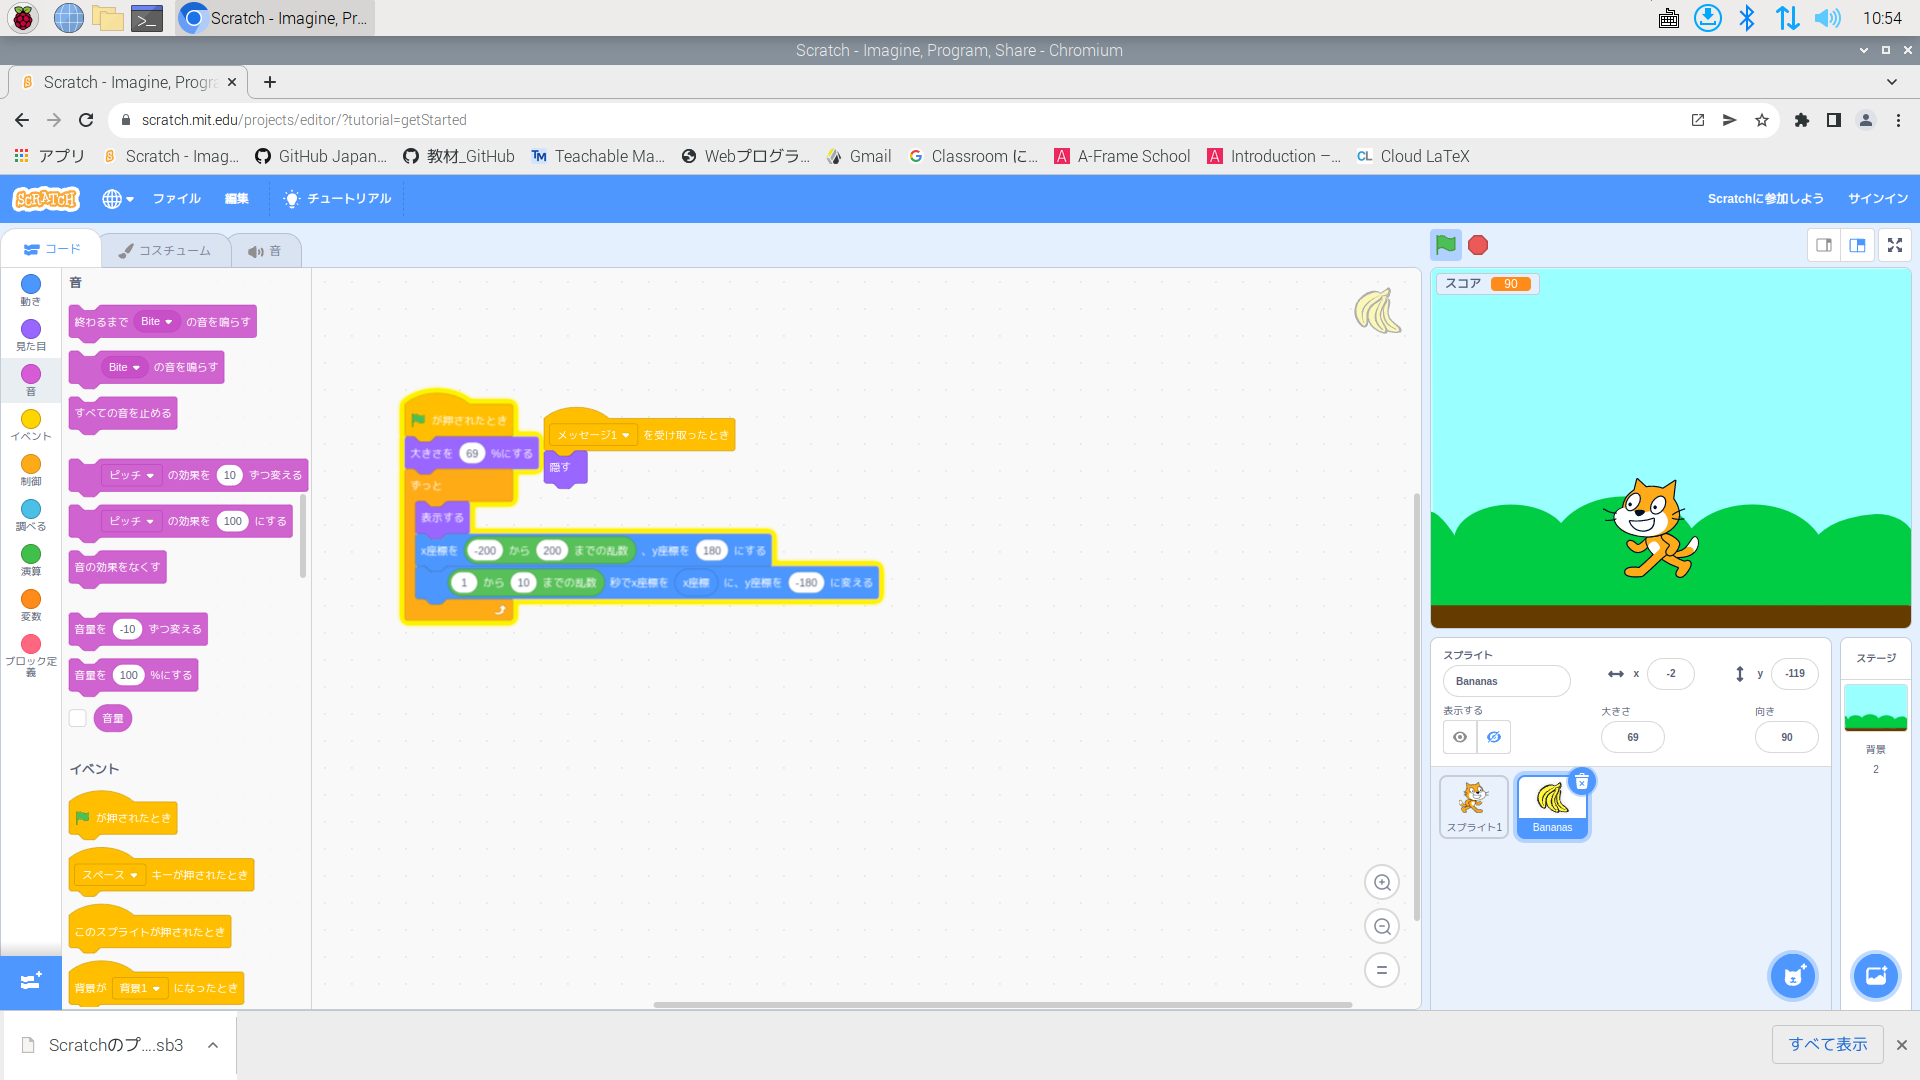 Scratch - Imagine, Pr...
10:54
Scratch - Imagine, Program, Share - Chromium
Scratch - Imagine, Progra
scratch.mit.edu/projects/editor/?tutorial=getStarted
アプリ
Scratch - Imag...
GitHub Japan...
教材_GitHub
Teachable Ma...
Webプログラ...
Gmail
Classroom に...
A-Frame School
Introduction –...
Cloud LaTeX
SCRATCH
ファイル
編集
チュートリアル
Scratchに参加しよう
サインイン
コード
コスチューム
音
動き
見た目
音
イベント
制御
調べる
演算
変数
ブロック定義
音
終わるまで Bite の音を鳴らす
Bite の音を鳴らす
すべての音を止める
ピッチ の効果を 10 ずつ変える
ピッチ の効果を 100 にする
音の効果をなくす
音量を -10 ずつ変える
音量を 100 %にする
音量
イベント
が押されたとき
スペース キーが押されたとき
このスプライトが押されたとき
背景が 背景1 になったとき
が押されたとき
大きさを 69 %にする
ずっと
表示する
x座標を -200 から 200 までの乱数 、y座標を 180 にする
1 から 10 までの乱数 秒でx座標を x座標 に、y座標を -180 に変える
メッセージ1 を受け取ったとき
隠す
スコア 90
スプライト
Bananas
x -2
y -119
表示する
大きさ
69
向き
90
スプライト1
Bananas
ステージ
背景
2
Scratchのプ....sb3
すべて表示